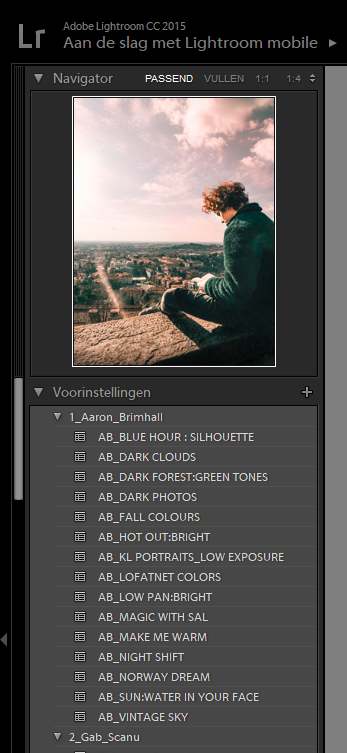 Lr
Adobe Lightroom CC 2015
Aan de slag met Lightroom mobile
Navigator PASSEND VULLEN 1:1 1:4
Voorinstellingen
1_Aaron_Brimhall
AB_BLUE HOUR : SILHOUETTE
AB_DARK CLOUDS
AB_DARK FOREST:GREEN TONES
AB_DARK PHOTOS
AB_FALL COLOURS
AB_HOT OUT:BRIGHT
AB_KL PORTRAITS_LOW EXPOSURE
AB_LOFATNET COLORS
AB_LOW PAN:BRIGHT
AB_MAGIC WITH SAL
AB_MAKE ME WARM
AB_NIGHT SHIFT
AB_NORWAY DREAM
AB_SUN:WATER IN YOUR FACE
AB_VINTAGE SKY
2_Gab_Scanu